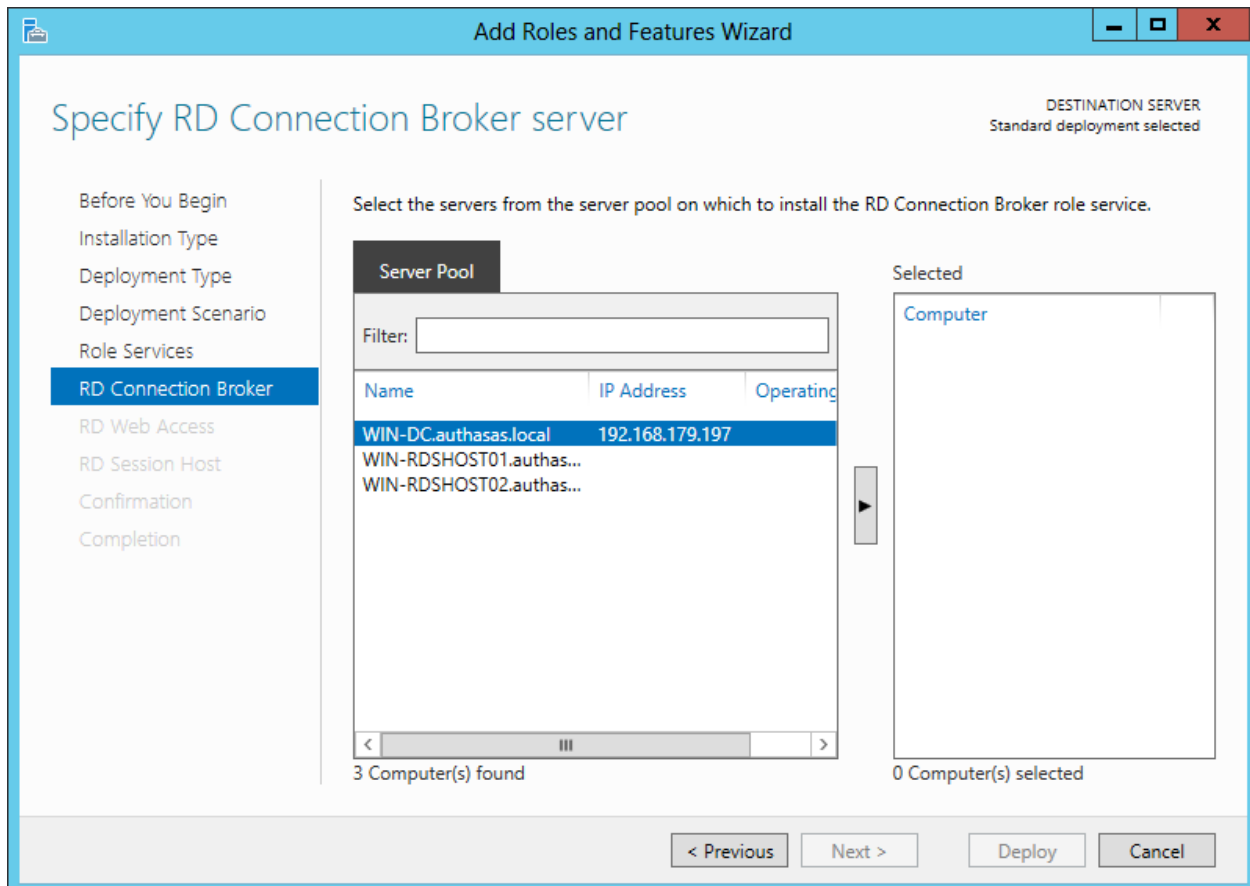 Add Roles and Features Wizard
Specify RD Connection Broker server
DESTINATION SERVER
Standard deployment selected
Before You Begin
Installation Type
Deployment Type
Deployment Scenario
Role Services
RD Connection Broker
RD Web Access
RD Session Host
Confirmation
Completion
Select the servers from the server pool on which to install the RD Connection Broker role service.
Server Pool
Filter:
Name IP Address Operating
WIN-DC.authasas.local 192.168.179.197
WIN-RDSHOST01.authas...
WIN-RDSHOST02.authas...
3 Computer(s) found
Selected
Computer
0 Computer(s) selected
< Previous Next > Deploy Cancel